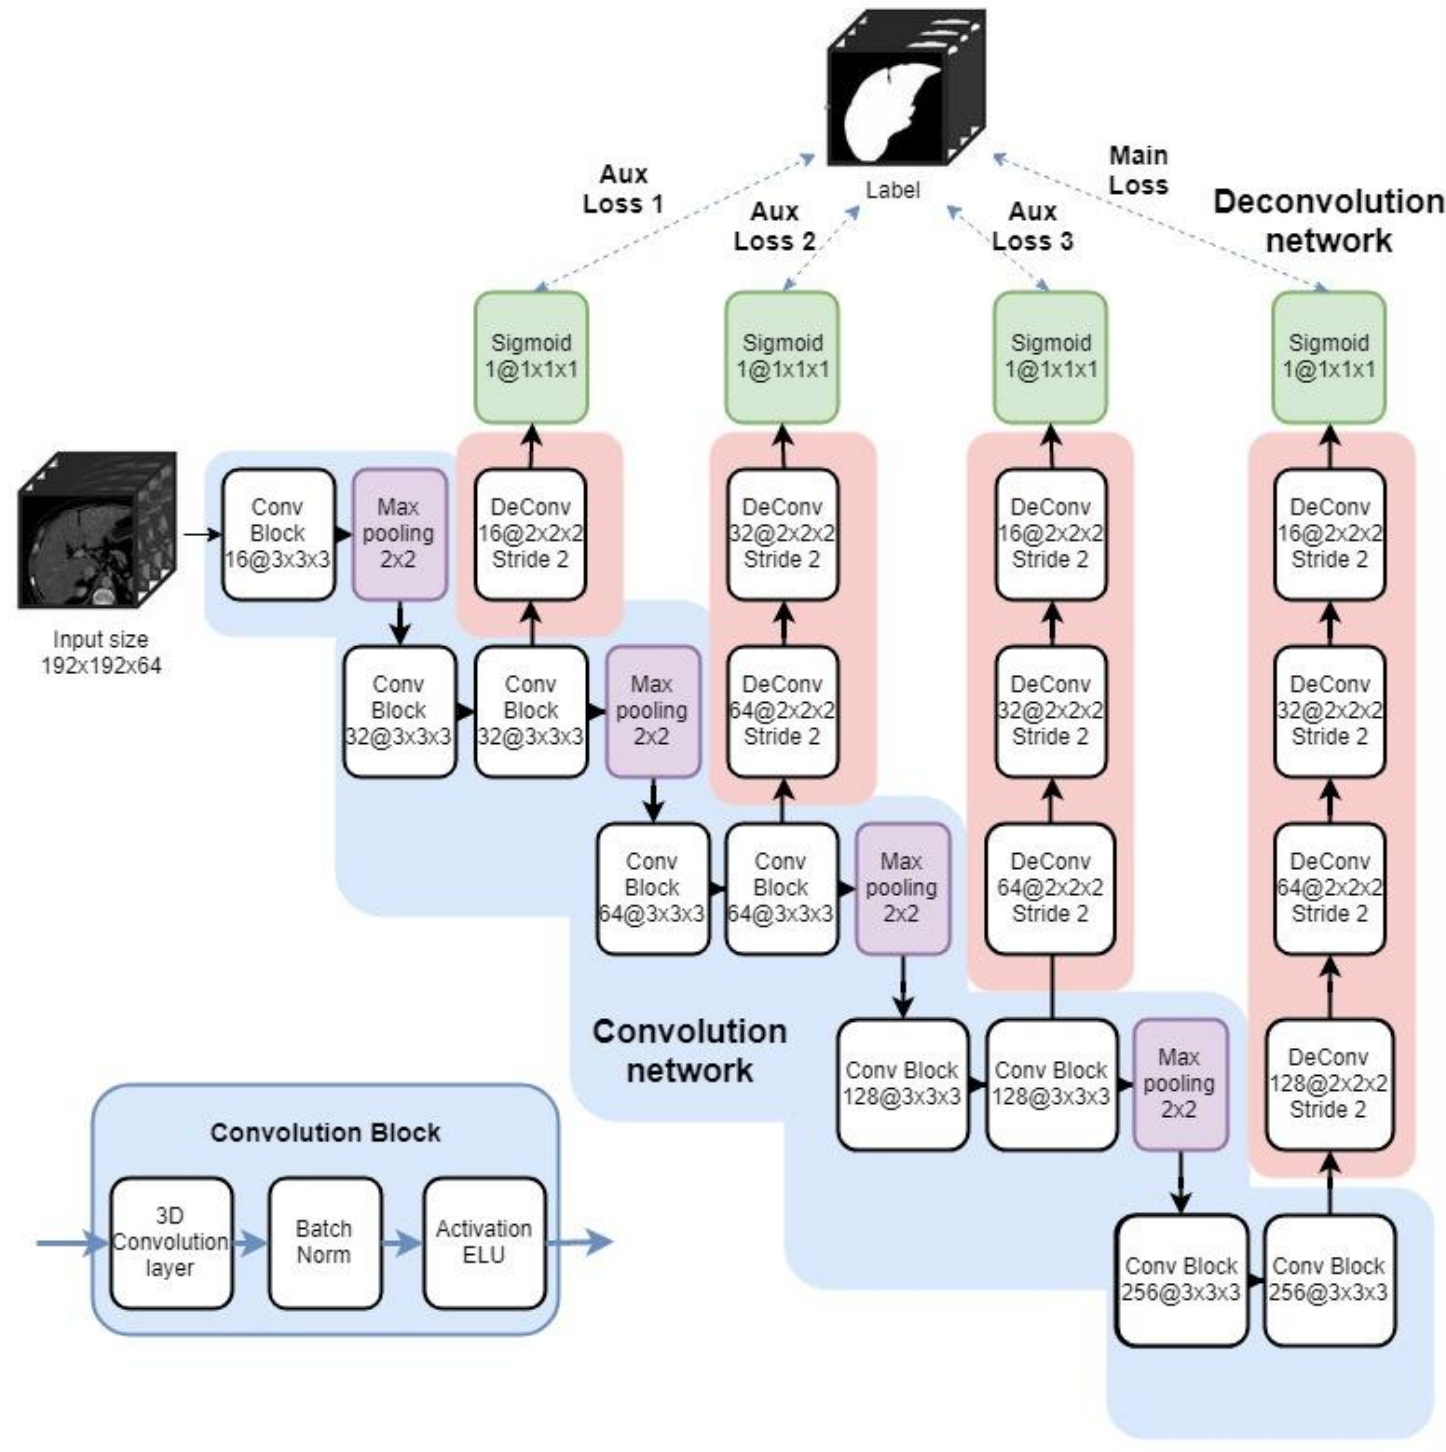 Label
Aux
Loss 1
Aux
Loss 2
Aux
Loss 3
Main
Loss
Deconvolution
network
Sigmoid
1@1x1x1
Sigmoid
1@1x1x1
Sigmoid
1@1x1x1
Sigmoid
1@1x1x1
Input size
192x192x64
Conv
Block
16@3x3x3
Max
pooling
2x2
DeConv
16@2x2x2
Stride 2
DeConv
32@2x2x2
Stride 2
DeConv
16@2x2x2
Stride 2
DeConv
16@2x2x2
Stride 2
Conv
Block
32@3x3x3
Conv
Block
32@3x3x3
Max
pooling
2x2
DeConv
64@2x2x2
Stride 2
DeConv
32@2x2x2
Stride 2
DeConv
32@2x2x2
Stride 2
Conv
Block
64@3x3x3
Conv
Block
64@3x3x3
Max
pooling
2x2
DeConv
64@2x2x2
Stride 2
DeConv
64@2x2x2
Stride 2
Convolution
network
Conv Block
128@3x3x3
Conv Block
128@3x3x3
Max
pooling
2x2
DeConv
128@2x2x2
Stride 2
Conv Block
256@3x3x3
Conv Block
256@3x3x3
Convolution Block
3D
Convolution
layer
Batch
Norm
Activation
ELU